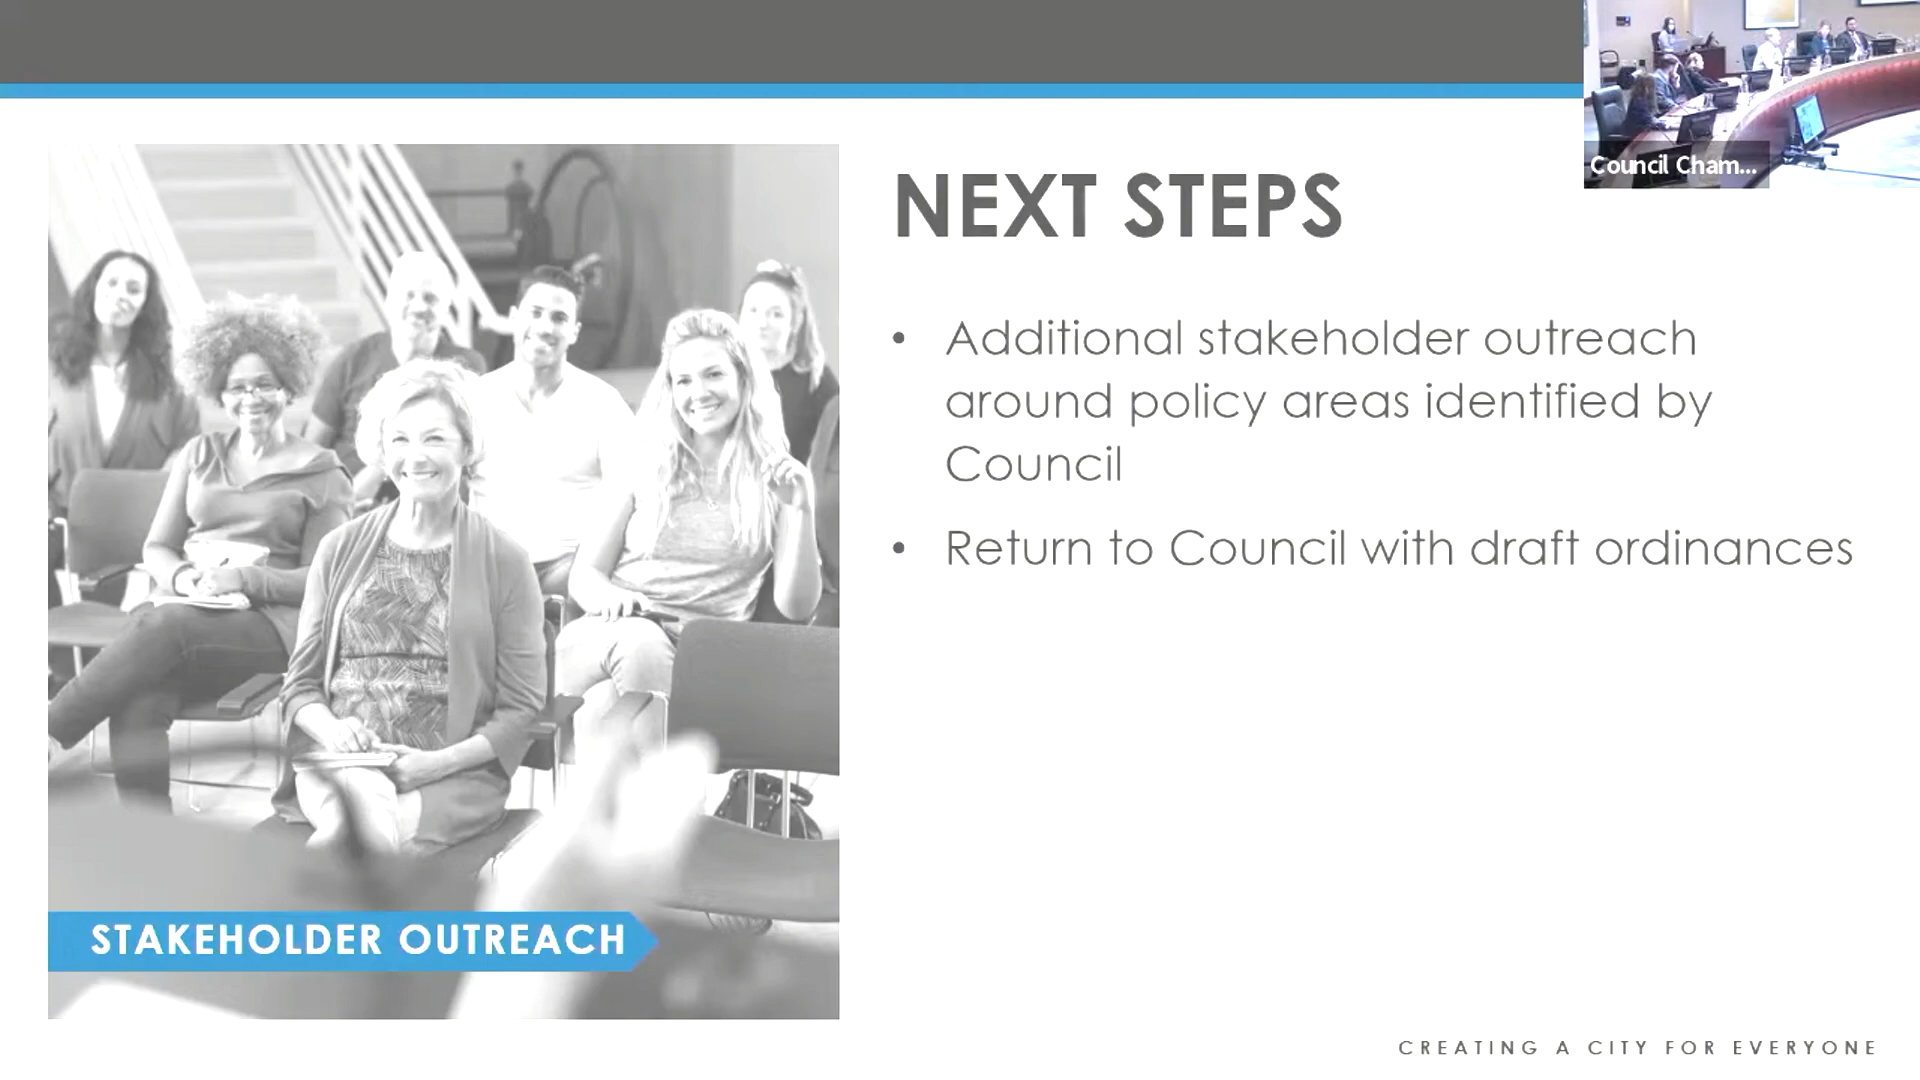 Council Cham...
NEXT STEPS
• Additional stakeholder outreach
around policy areas identified by
Council
• Return to Council with draft ordinances
STAKEHOLDER OUTREACH
CREATING A CITY FOR EVERYONE